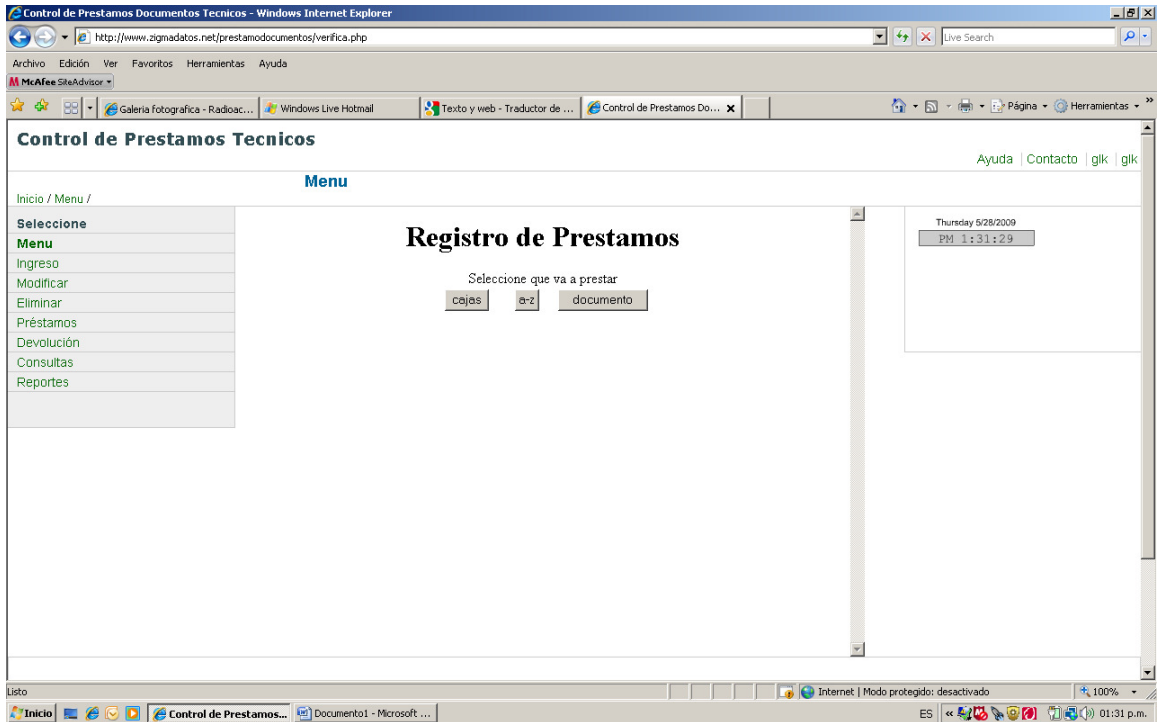 Control de Prestamos Documentos Tecnicos - Windows Internet Explorer
http://www.zigmadatos.net/prestamodocumentos/verifica.php
Live Search
Archivo Edición Ver Favoritos Herramientas Ayuda
McAfee SiteAdvisor
Galeria fotografica - Radioac... Windows Live Hotmail Texto y web - Traductor de ... Control de Prestamos Do... Página Herramientas
Control de Prestamos Tecnicos
Ayuda | Contacto | glk | glk
Menu
Inicio / Menu /
Seleccione
Menu
Ingreso
Modificar
Eliminar
Préstamos
Devolución
Consultas
Reportes
Registro de Prestamos
Seleccione que va a prestar
cajas a-z documento
Thursday 5/28/2009
PM 1:31:29
Listo Internet | Modo protegido: desactivado 100%
Inicio Control de Prestamos... Documento1 - Microsoft ... ES 01:31 p.m.